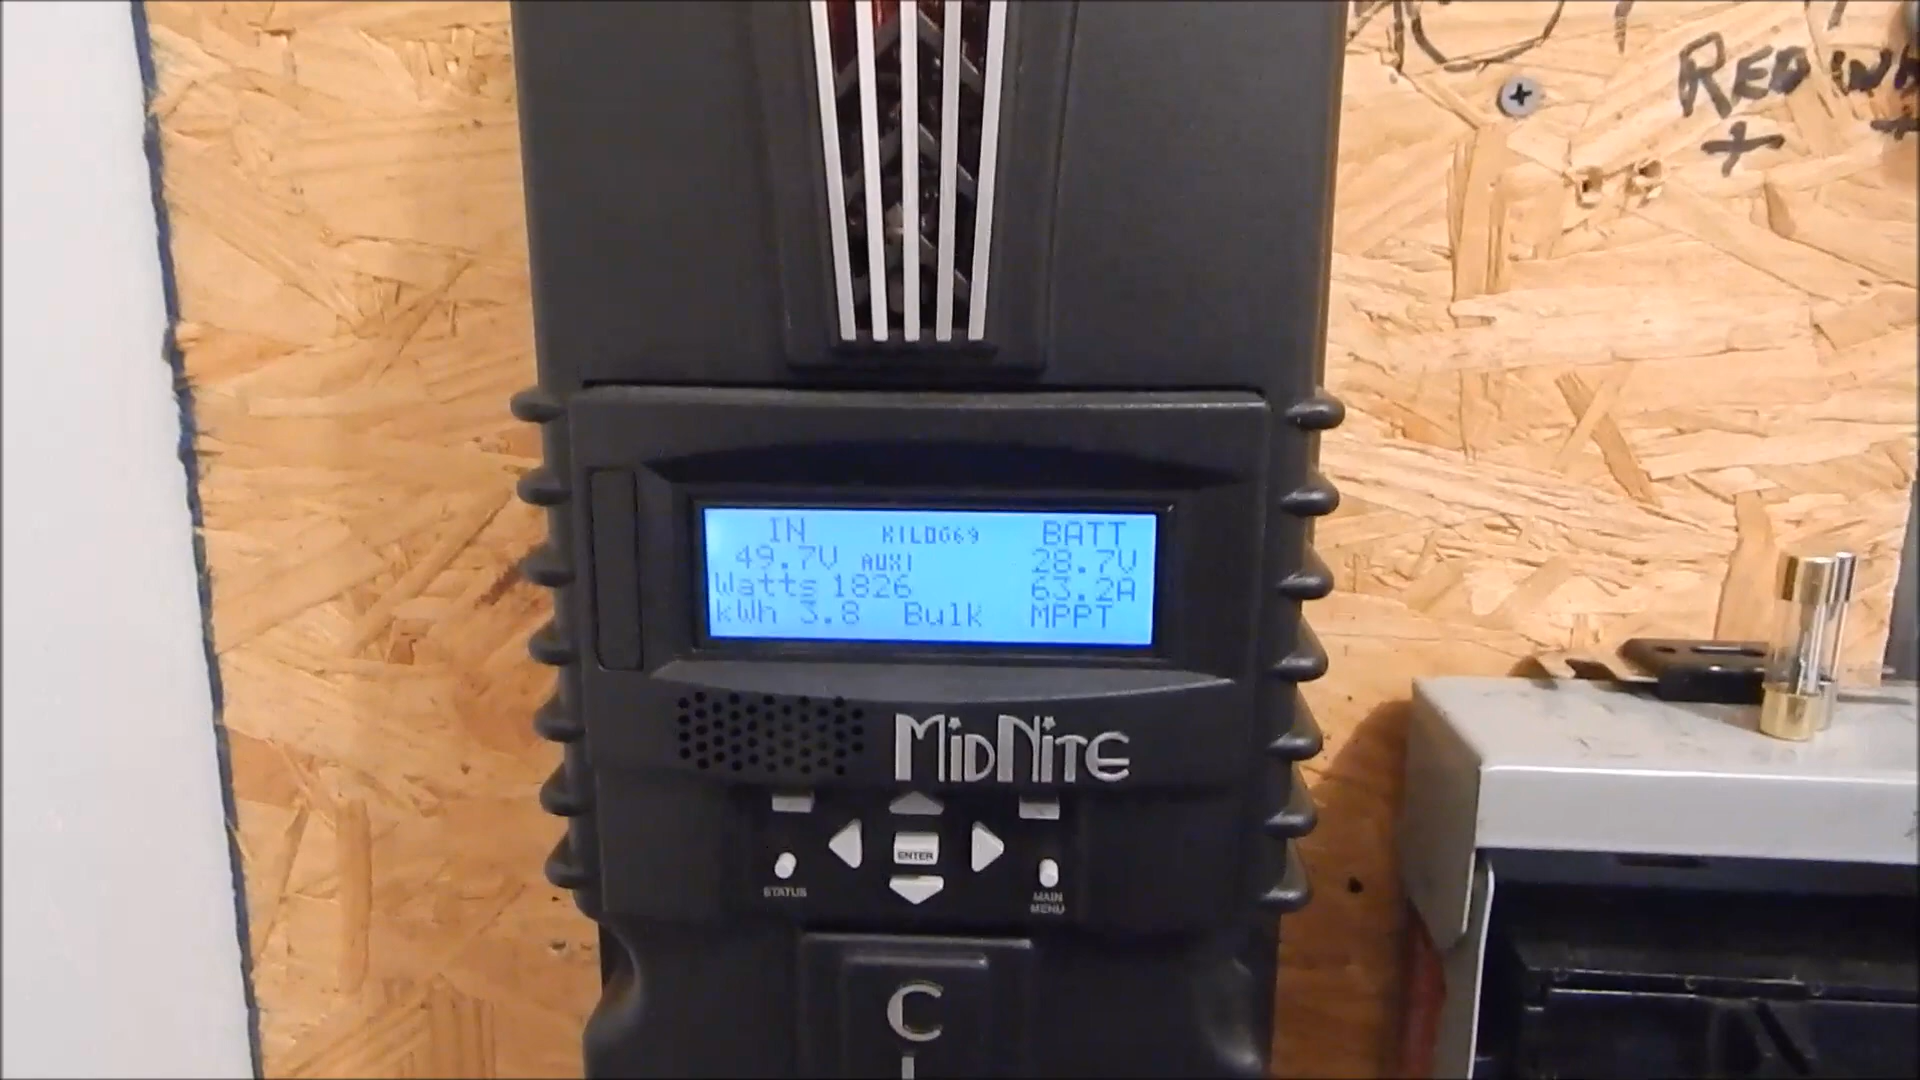 RED
+ +
IN KILOG69 BATT
49.7V AUX1 28.7V
Watts 1826 63.2A
kWh 3.8 Bulk MPPT
MIDNITE
ENTER
STATUS
MAIN
MENU
C